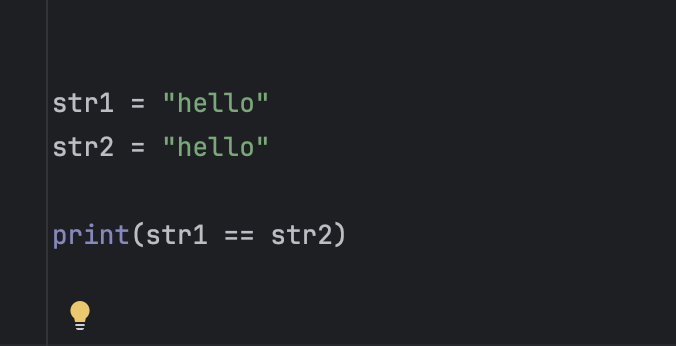 str1 = "hello"
str2 = "hello"
print(str1 == str2)